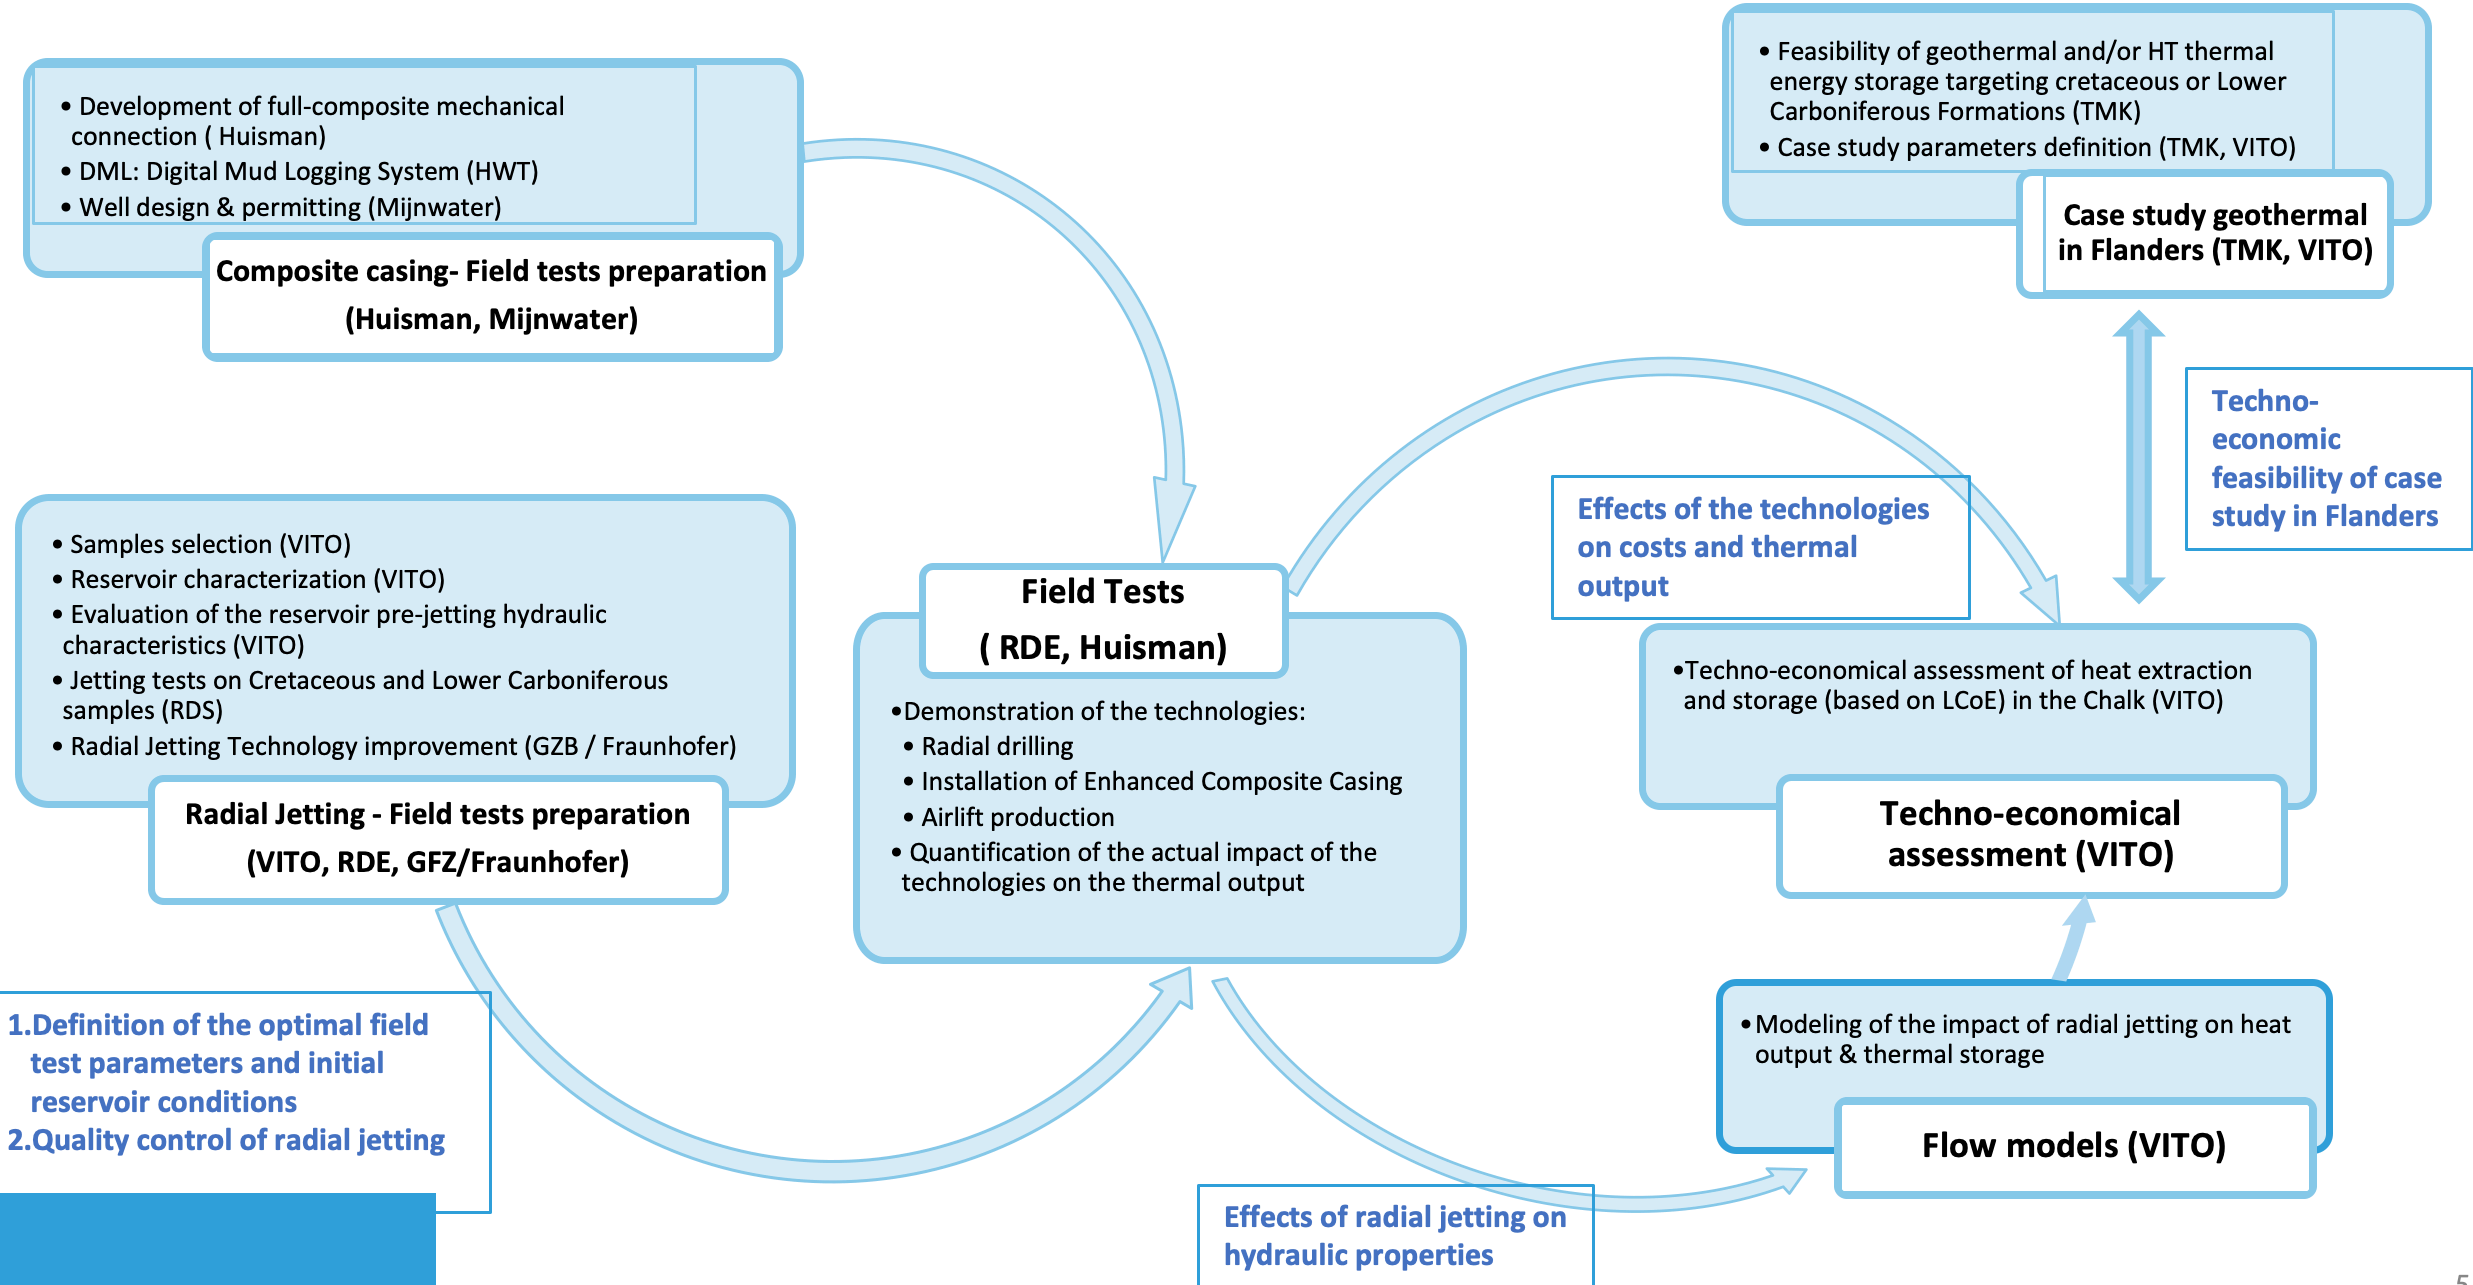 • Development of full-composite mechanical
connection ( Huisman)
• DML: Digital Mud Logging System (HWT)
• Well design & permitting (Mijnwater)
Composite casing- Field tests preparation
(Huisman, Mijnwater)
• Feasibility of geothermal and/or HT thermal
energy storage targeting cretaceous or Lower
Carboniferous Formations (TMK)
• Case study parameters definition (TMK, VITO)
Case study geothermal
in Flanders (TMK, VITO)
Techno-
economic
feasibility of case
study in Flanders
• Samples selection (VITO)
• Reservoir characterization (VITO)
• Evaluation of the reservoir pre-jetting hydraulic
characteristics (VITO)
• Jetting tests on Cretaceous and Lower Carboniferous
samples (RDS)
• Radial Jetting Technology improvement (GZB / Fraunhofer)
Radial Jetting - Field tests preparation
(VITO, RDE, GFZ/Fraunhofer)
1.Definition of the optimal field
test parameters and initial
reservoir conditions
2.Quality control of radial jetting
Field Tests
( RDE, Huisman)
•Demonstration of the technologies:
• Radial drilling
• Installation of Enhanced Composite Casing
• Airlift production
• Quantification of the actual impact of the
technologies on the thermal output
Effects of the technologies
on costs and thermal
output
•Techno-economical assessment of heat extraction
and storage (based on LCoE) in the Chalk (VITO)
Techno-economical
assessment (VITO)
•Modeling of the impact of radial jetting on heat
output & thermal storage
Flow models (VITO)
Effects of radial jetting on
hydraulic properties
5